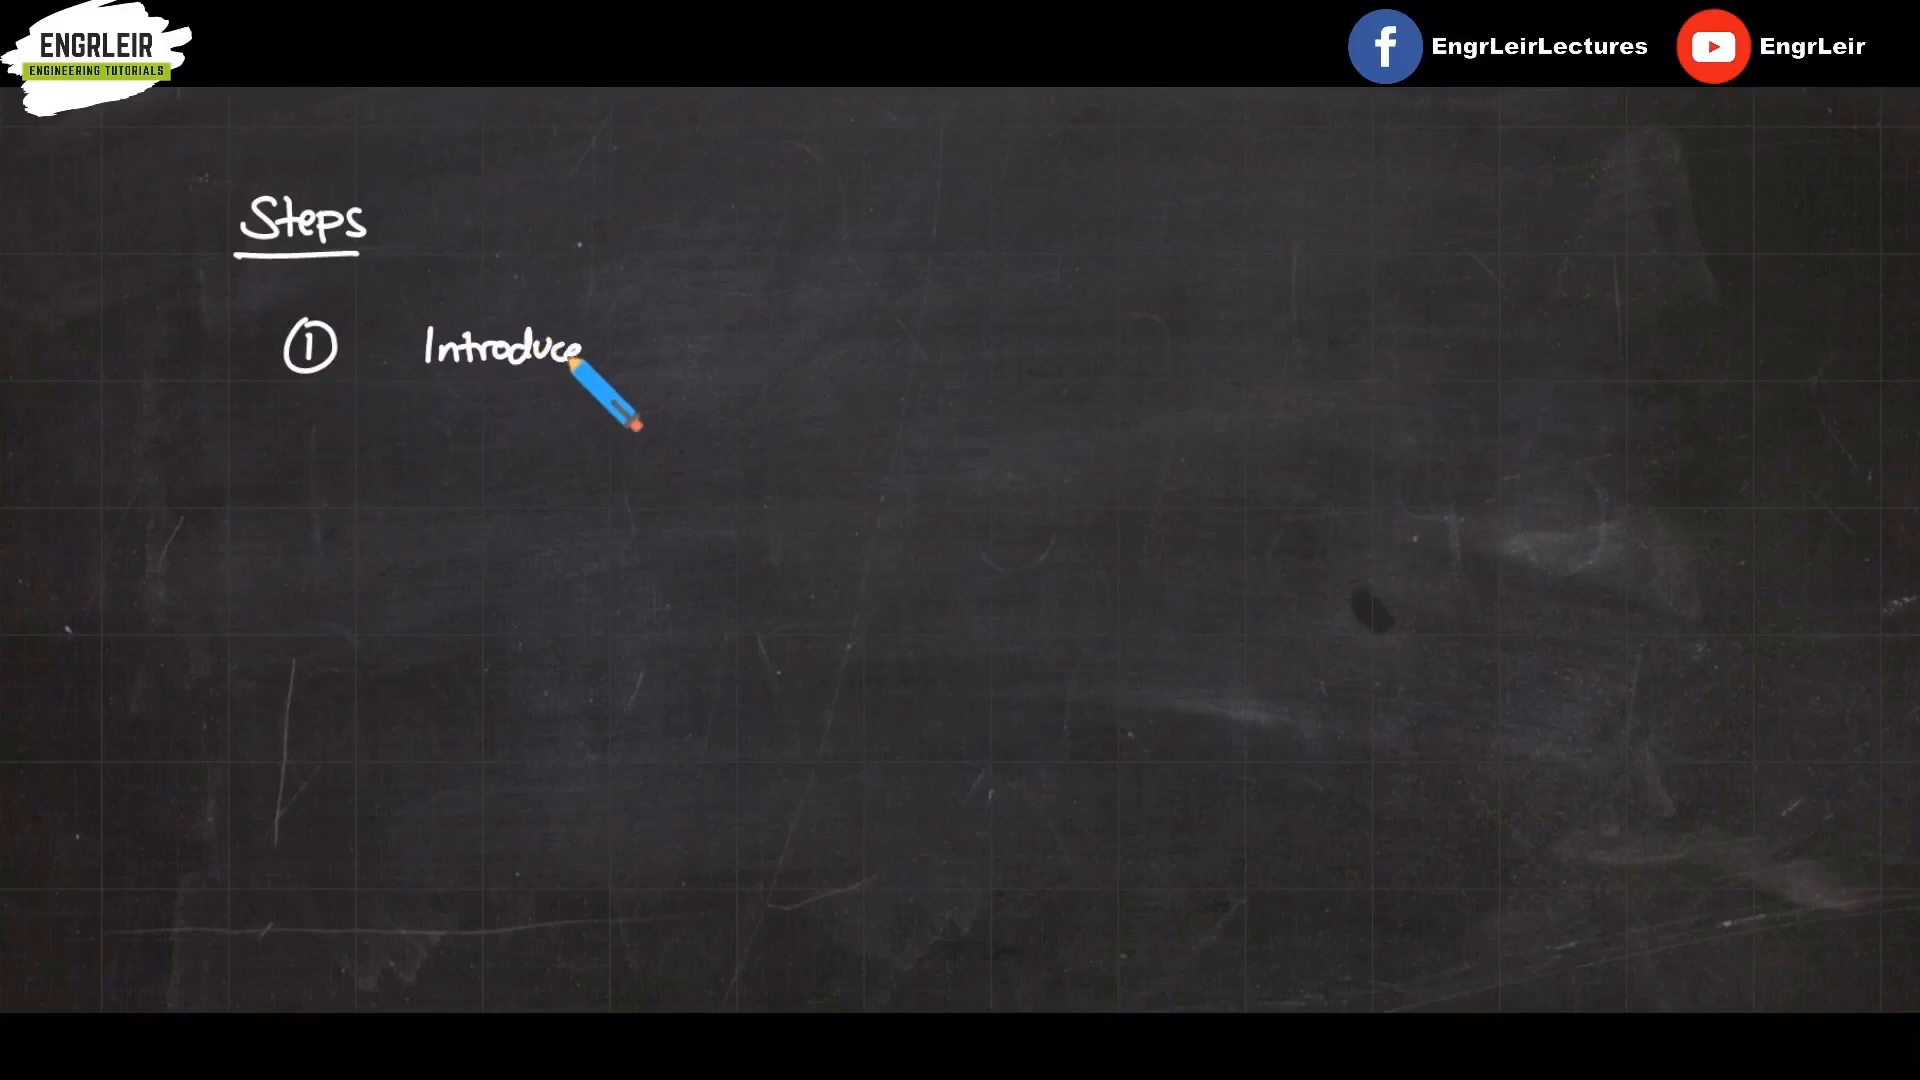 ENGRLEIR
ENGINEERING TUTORIALS
EngrLeirLectures
EngrLeir
Steps
① Introduce